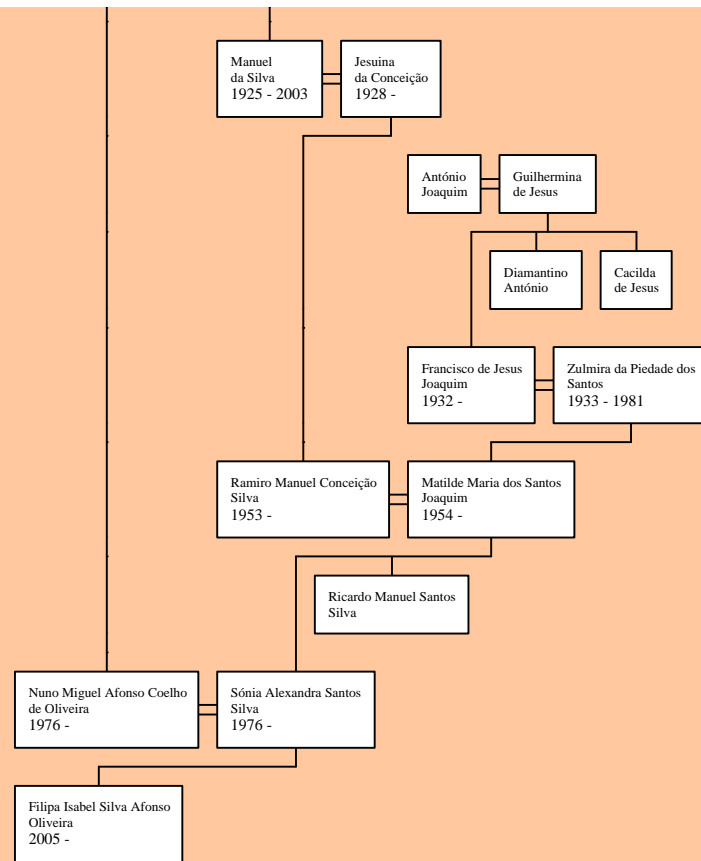 Manuel
da Silva
1925 - 2003
Jesuina
da Conceição
1928 -
António
Joaquim
Guilhermina
de Jesus
Diamantino
António
Cacilda
de Jesus
Francisco de Jesus
Joaquim
1932 -
Zulmira da Piedade dos
Santos
1933 - 1981
Ramiro Manuel Conceição
Silva
1953 -
Matilde Maria dos Santos
Joaquim
1954 -
Ricardo Manuel Santos
Silva
Nuno Miguel Afonso Coelho
de Oliveira
1976 -
Sónia Alexandra Santos
Silva
1976 -
Filipa Isabel Silva Afonso
Oliveira
2005 -